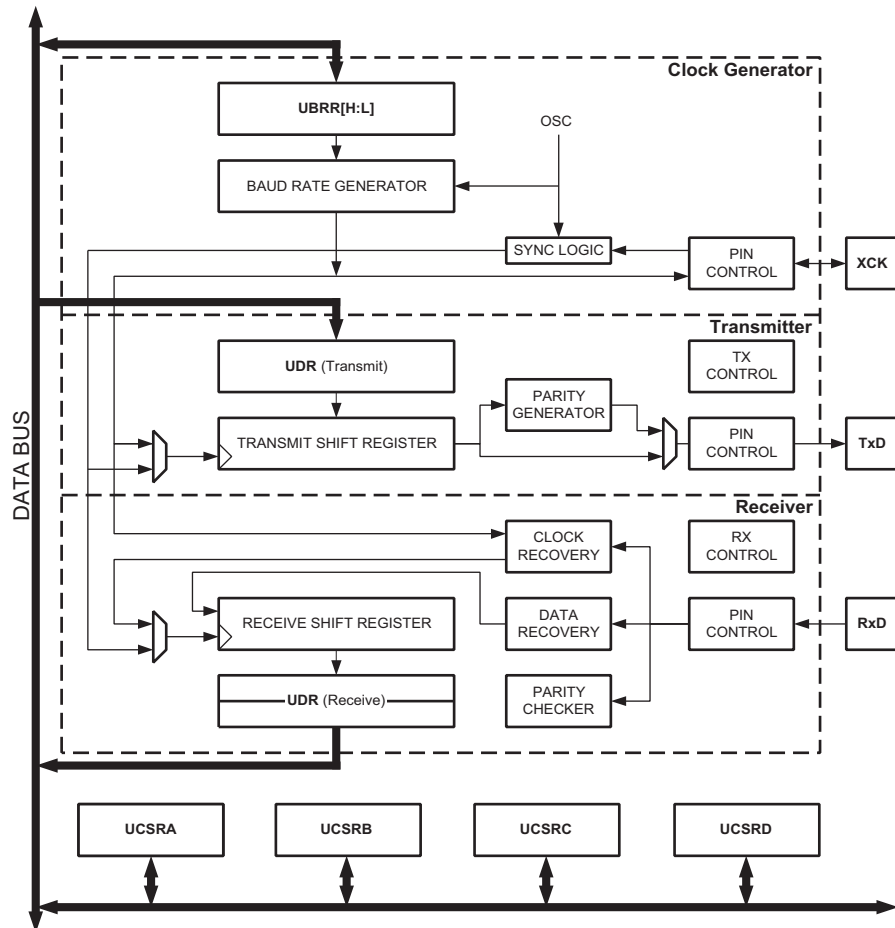 Clock Generator
UBRR[H:L]
OSC
BAUD RATE GENERATOR
SYNC LOGIC
PIN
CONTROL
XCK
Transmitter
UDR (Transmit)
TX
CONTROL
PARITY
GENERATOR
TRANSMIT SHIFT REGISTER
PIN
CONTROL
TxD
DATA BUS
Receiver
CLOCK
RECOVERY
RX
CONTROL
RECEIVE SHIFT REGISTER
DATA
RECOVERY
PIN
CONTROL
RxD
UDR (Receive)
PARITY
CHECKER
UCSRA
UCSRB
UCSRC
UCSRD